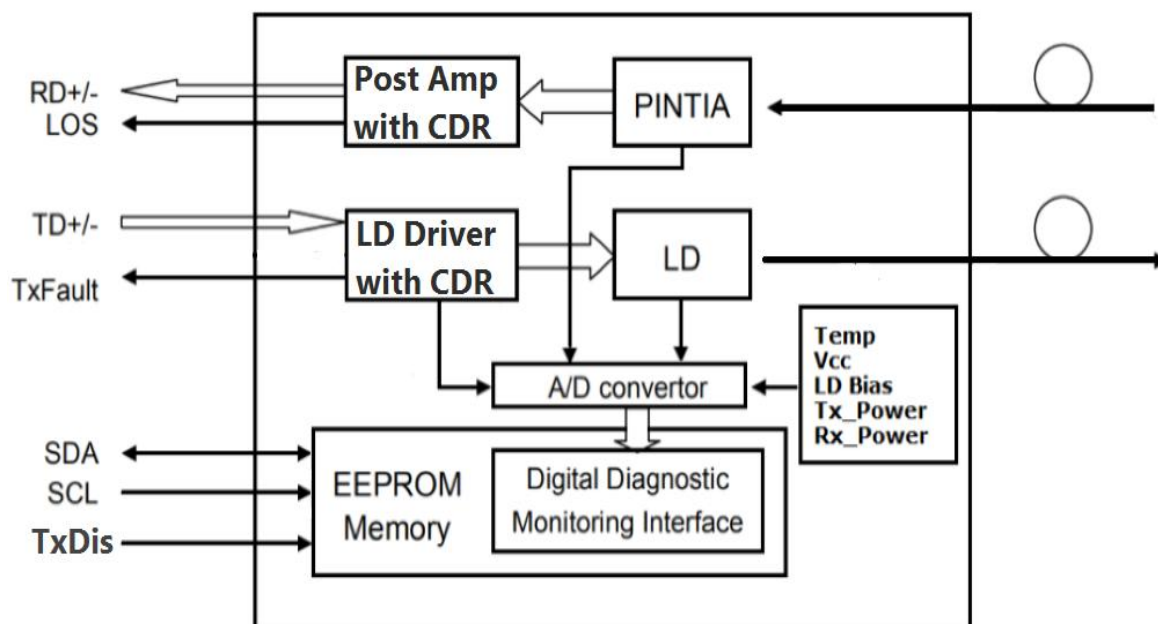 RD+/-
LOS
Post Amp
with CDR
PINTIA
TD+/-
TxFault
LD Driver
with CDR
LD
Temp
Vcc
LD Bias
Tx_Power
Rx_Power
A/D convertor
SDA
SCL
TxDis
EEPROM
Memory
Digital Diagnostic
Monitoring Interface